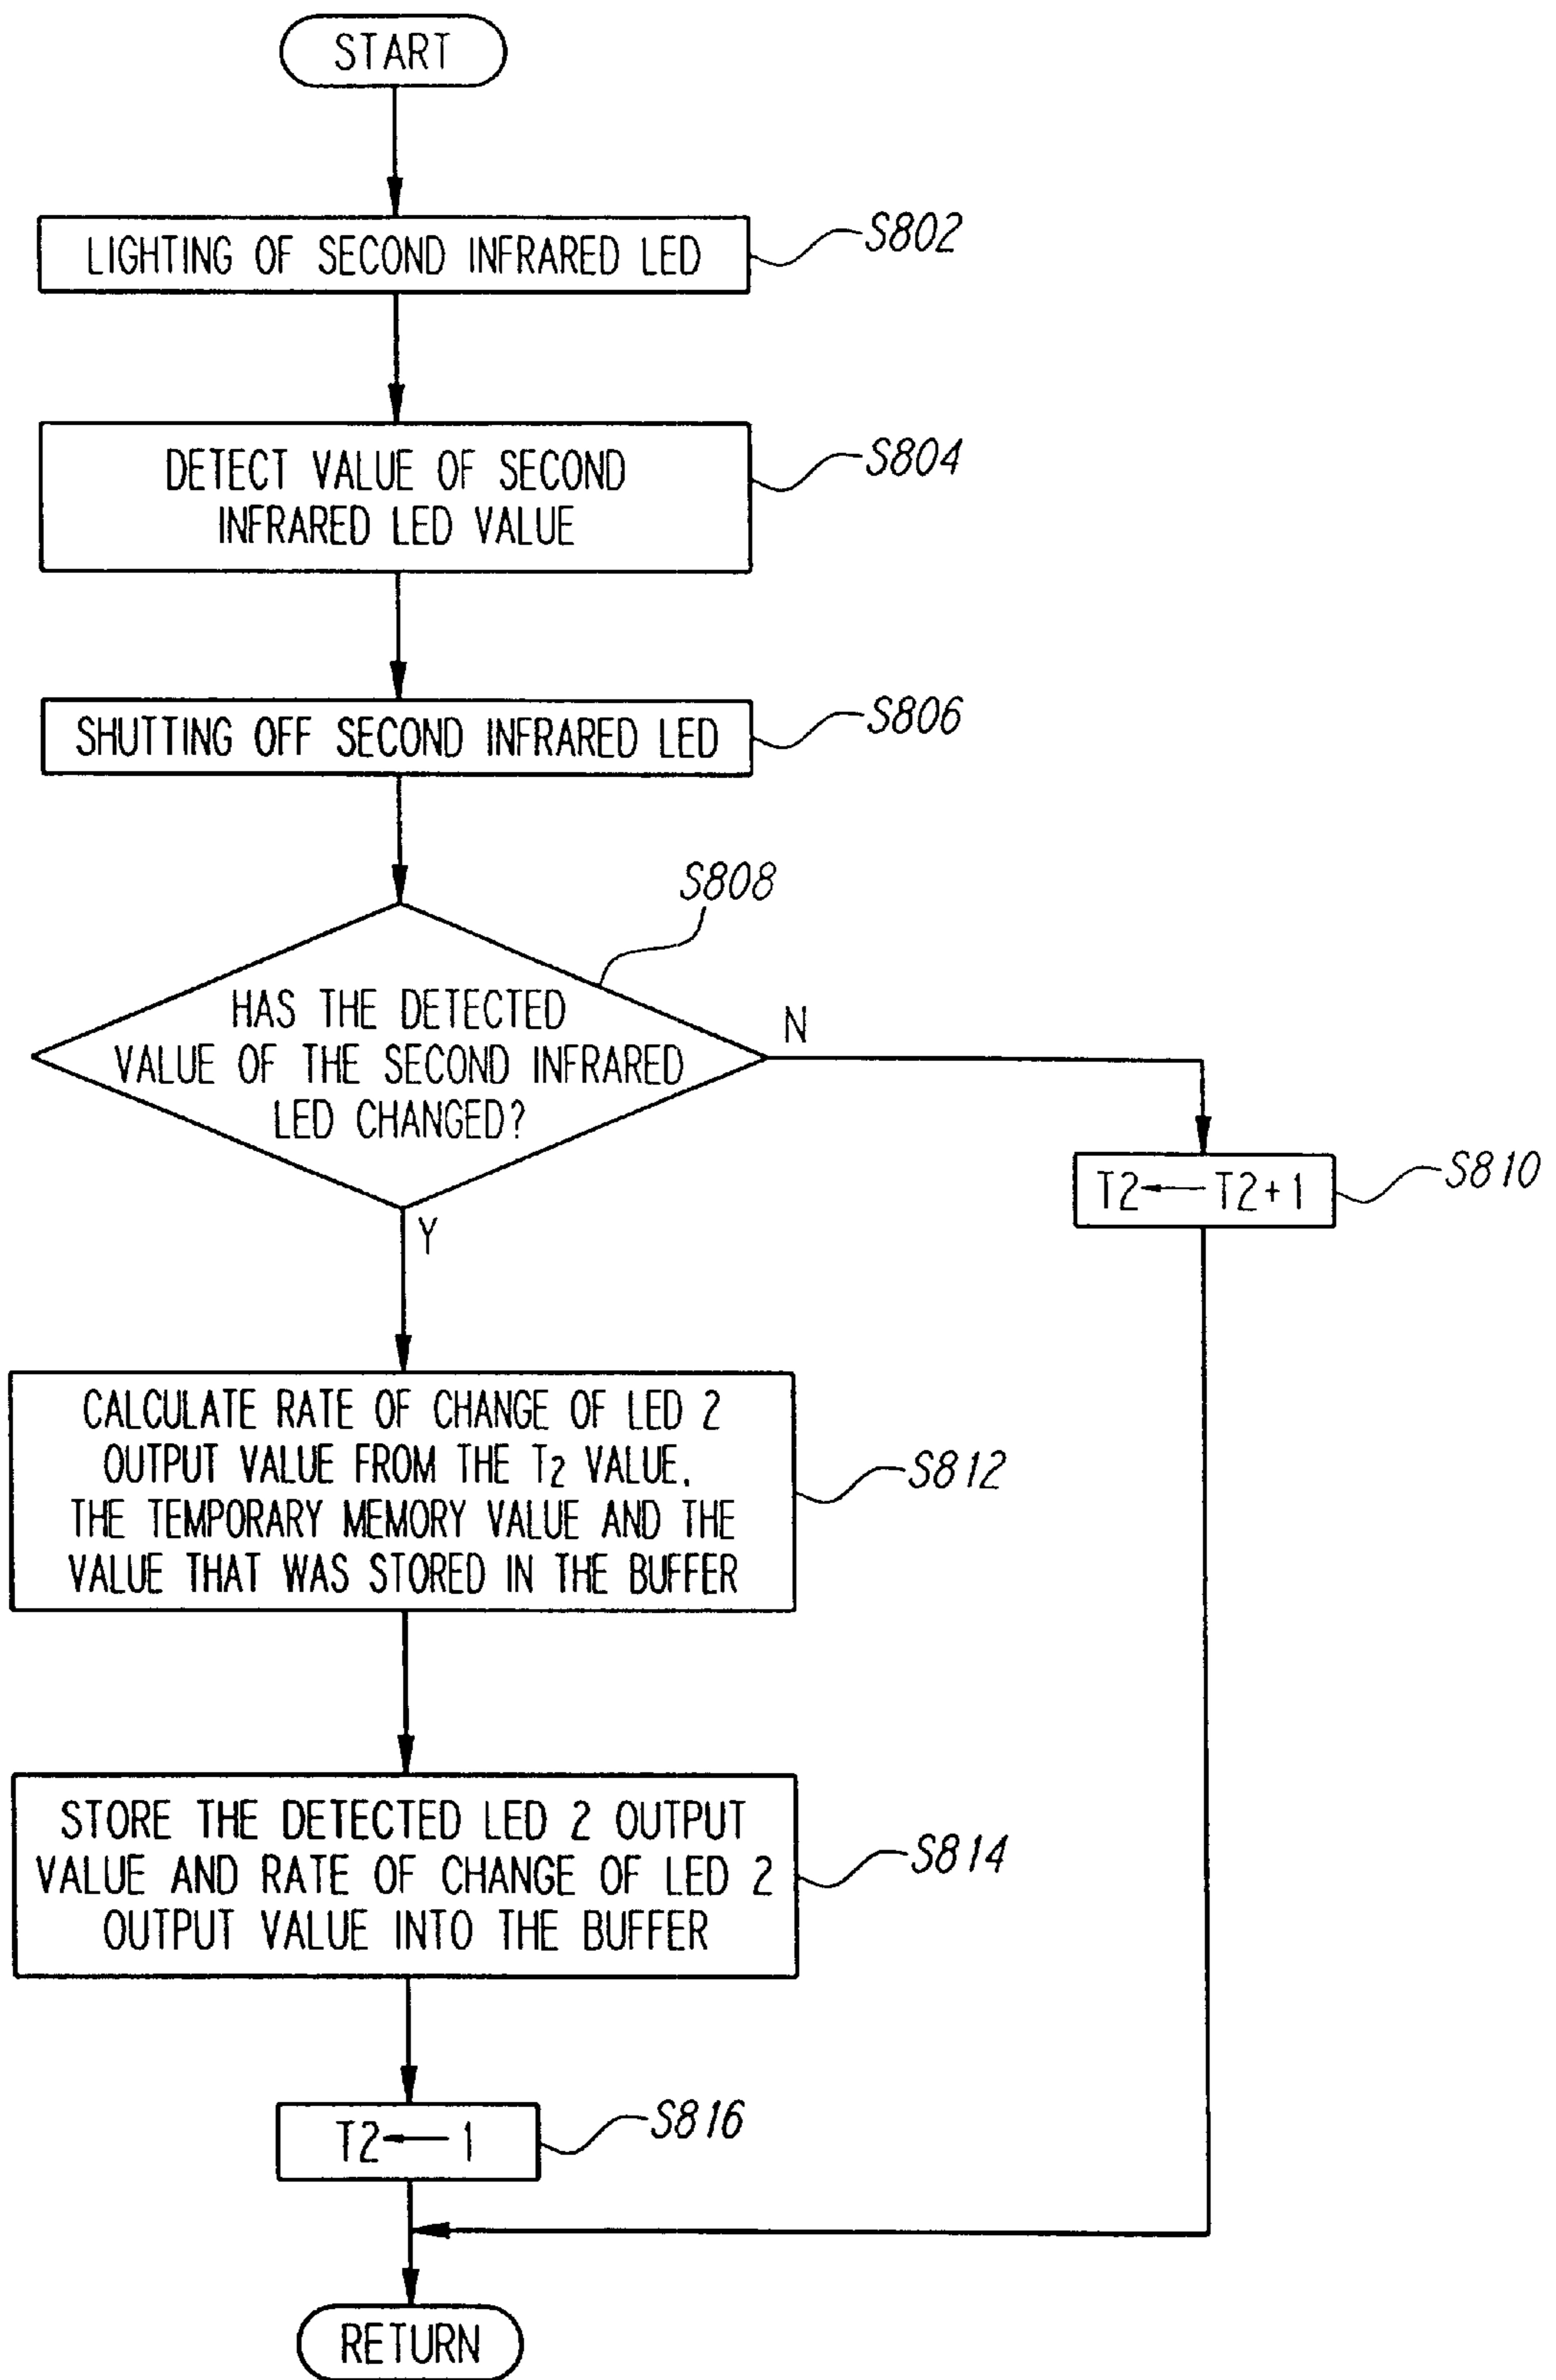 START
LIGHTING OF SECOND INFRARED LED
S802
DETECT VALUE OF SECOND
INFRARED LED VALUE
S804
SHUTTING OFF SECOND INFRARED LED
S806
S808
HAS THE DETECTED
VALUE OF THE SECOND INFRARED
LED CHANGED?
N
Y
T2 ← T2+1
S810
CALCULATE RATE OF CHANGE OF LED 2
OUTPUT VALUE FROM THE T2 VALUE.
THE TEMPORARY MEMORY VALUE AND THE
VALUE THAT WAS STORED IN THE BUFFER
S812
STORE THE DETECTED LED 2 OUTPUT
VALUE AND RATE OF CHANGE OF LED 2
OUTPUT VALUE INTO THE BUFFER
S814
T2 ← 1
S816
RETURN